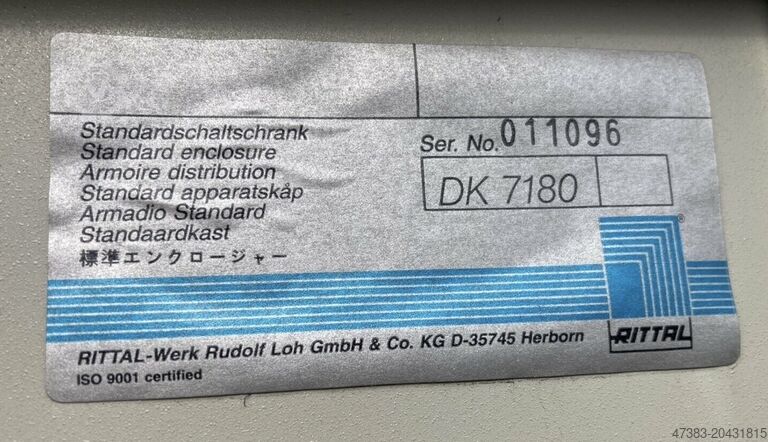 Standardschaltschrank
Standard enclosure
Armoire distribution
Standard apparatskåp
Armadio Standard
Standaardkast
標準エンクロージャー
Ser. No. 011096
DK 7180
®
RITTAL
RITTAL-Werk Rudolf Loh GmbH & Co. KG D-35745 Herborn
ISO 9001 certified
47383-20431815